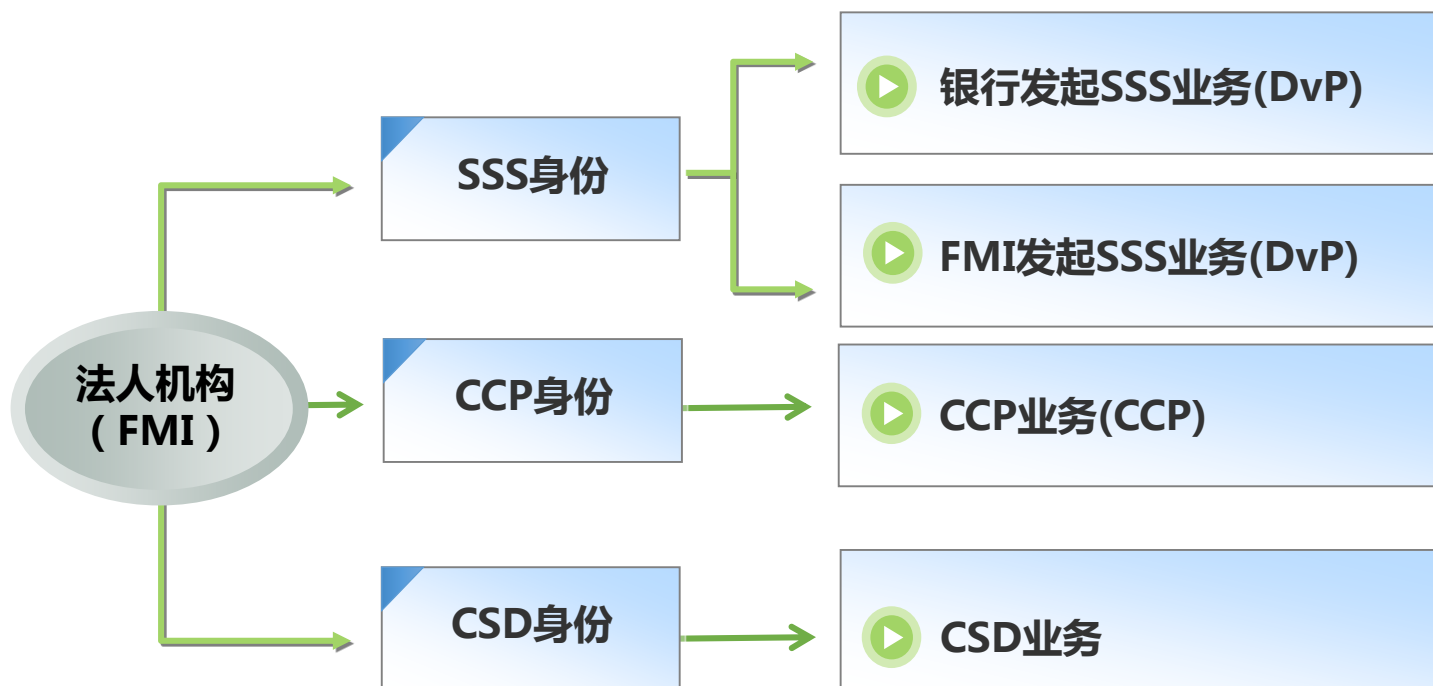 银行发起SSS业务(DvP)
SSS身份
FMI发起SSS业务(DvP)
法人机构
（FMI）
CCP身份
CCP业务(CCP)
CSD身份
CSD业务